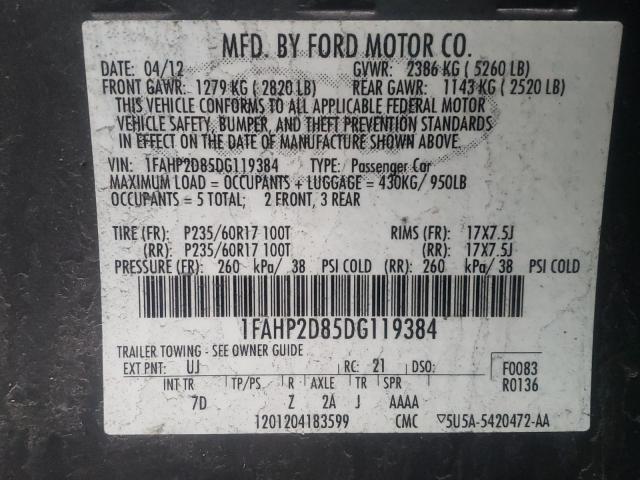 MFD. BY FORD MOTOR CO.
DATE: 04/12 GVWR: 2386 KG ( 5260 LB)
FRONT GAWR: 1279 KG ( 2820 LB) REAR GAWR: 1143 KG ( 2520 LB)
THIS VEHICLE CONFORMS TO ALL APPLICABLE FEDERAL MOTOR
VEHICLE SAFETY, BUMPER, AND THEFT PREVENTION STANDARDS
IN EFFECT ON THE DATE OF MANUFACTURE SHOWN ABOVE.
VIN: 1FAHP2D85DG119384 TYPE: Passenger Car
MAXIMUM LOAD = OCCUPANTS + LUGGAGE = 430KG/ 950LB
OCCUPANTS = 5 TOTAL; 2 FRONT, 3 REAR
TIRE (FR): P235/60R17 100T RIMS (FR): 17X7.5J
(RR): P235/60R17 100T (RR): 17X7.5J
PRESSURE (FR): 260 kPa/ 38 PSI COLD (RR): 260 kPa/ 38 PSI COLD
1FAHP2D85DG119384
TRAILER TOWING - SEE OWNER GUIDE
EXT PNT: UJ RC: 21 DSO: F0083
INT TR TP/PS R AXLE TR SPR R0136
7D Z 2A J AAAA
1201204183599 CMC ▽5U5A-5420472-AA